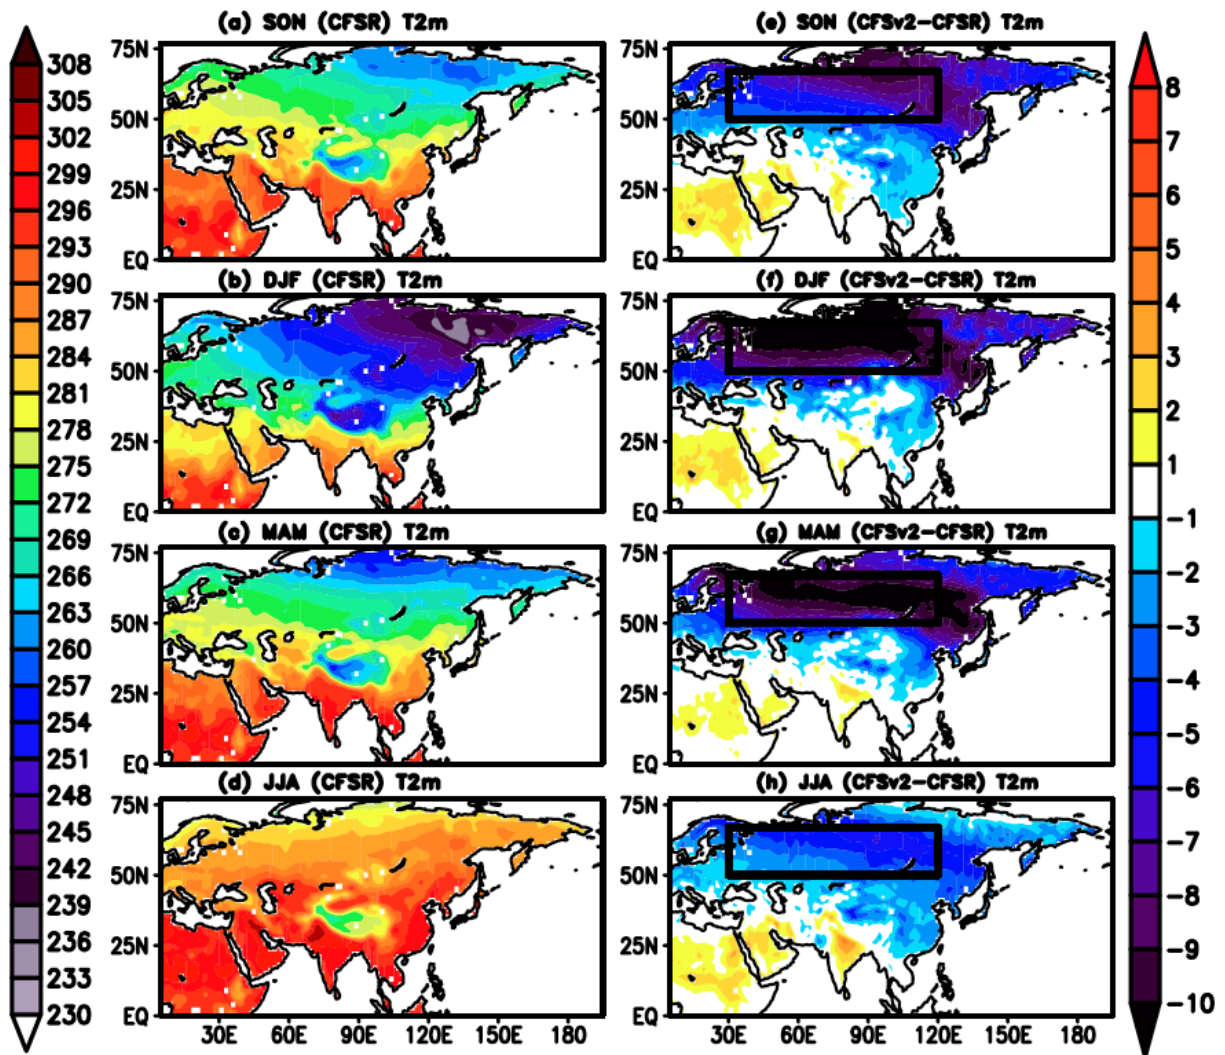 (a) SON (CFSR) T2m
(e) SON (CFSv2−CFSR) T2m
75N
50N
25N
EQ
75N
50N
25N
EQ
(b) DJF (CFSR) T2m
(f) DJF (CFSv2−CFSR) T2m
75N
50N
25N
EQ
75N
50N
25N
EQ
(c) MAM (CFSR) T2m
(g) MAM (CFSv2−CFSR) T2m
75N
50N
25N
EQ
75N
50N
25N
EQ
(d) JJA (CFSR) T2m
(h) JJA (CFSv2−CFSR) T2m
75N
50N
25N
EQ
75N
50N
25N
EQ
30E 60E 90E 120E 150E 180
30E 60E 90E 120E 150E 180
308
305
302
299
296
293
290
287
284
281
278
275
272
269
266
263
260
257
254
251
248
245
242
239
236
233
230
8
7
6
5
4
3
2
1
−1
−2
−3
−4
−5
−6
−7
−8
−9
−10